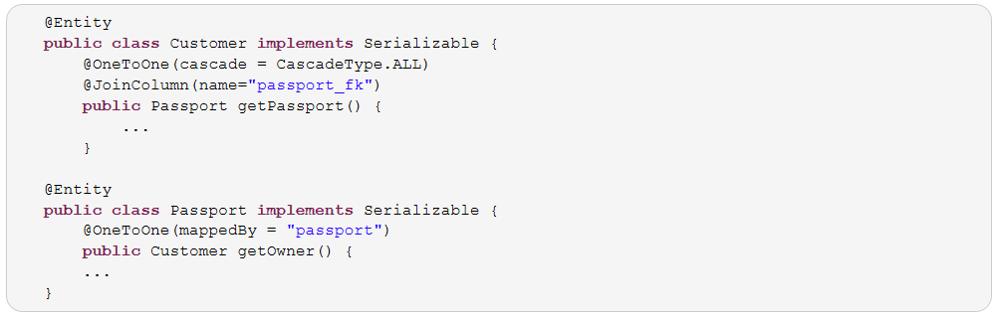 @Entity
public class Customer implements Serializable {
    @OneToOne(cascade = CascadeType.ALL)
    @JoinColumn(name="passport_fk")
    public Passport getPassport() {
        ...
    }

@Entity
public class Passport implements Serializable {
    @OneToOne(mappedBy = "passport")
    public Customer getOwner() {
    ...
}